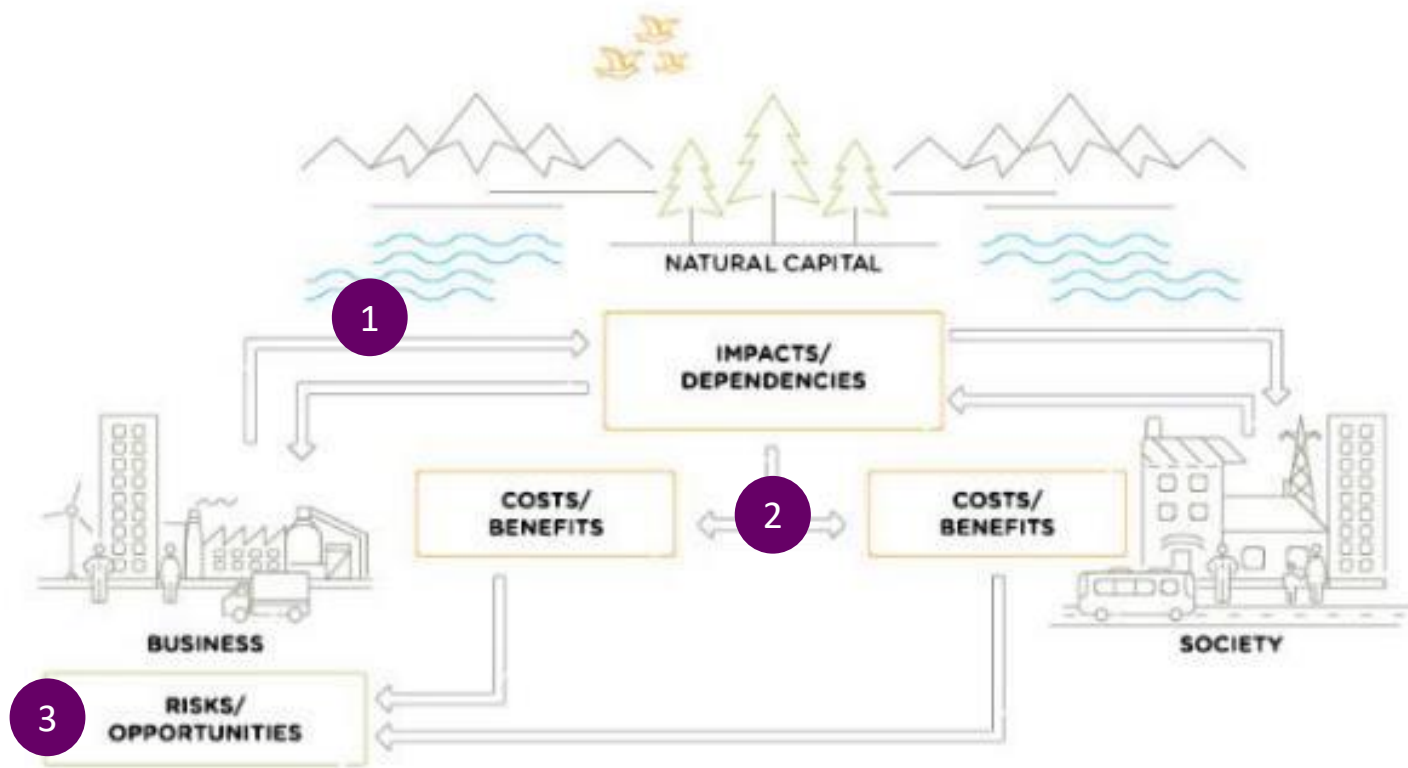 NATURAL CAPITAL
1
IMPACTS/
DEPENDENCIES
COSTS/
BENEFITS
2
COSTS/
BENEFITS
BUSINESS
SOCIETY
3
RISKS/
OPPORTUNITIES